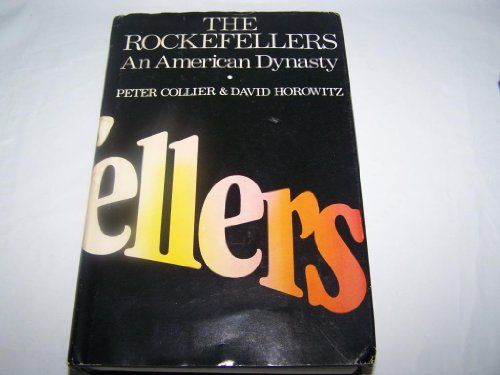 THE
ROCKEFELLERS
An American Dynasty
•
PETER COLLIER & DAVID HOROWITZ
ellers